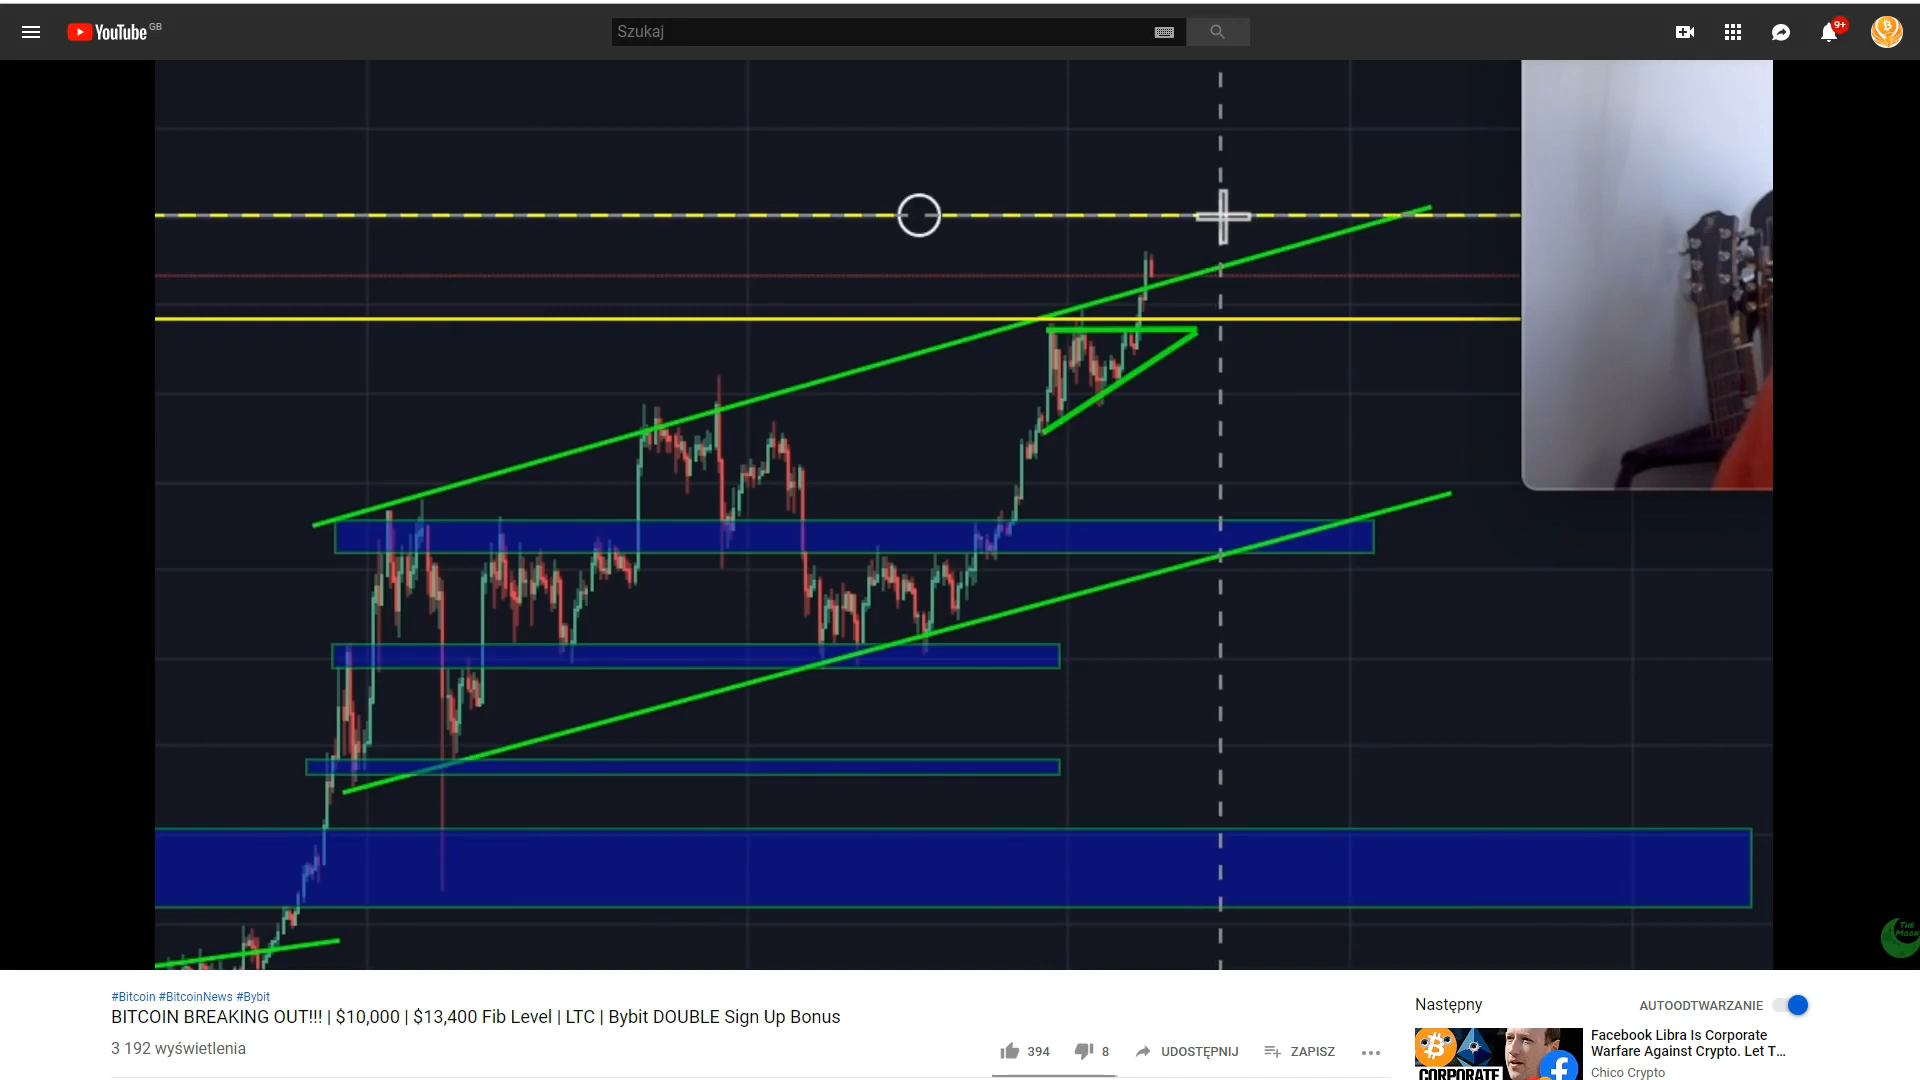 YouTube GB
Szukaj
9+
THE
MOON
#Bitcoin #BitcoinNews #Bybit
BITCOIN BREAKING OUT!!! | $10,000 | $13,400 Fib Level | LTC | Bybit DOUBLE Sign Up Bonus
3 192 wyświetlenia
394
8
UDOSTĘPNIJ
ZAPISZ
Następny
AUTOODTWARZANIE
CORPORATE
Facebook Libra Is Corporate
Warfare Against Crypto. Let T...
Chico Crypto